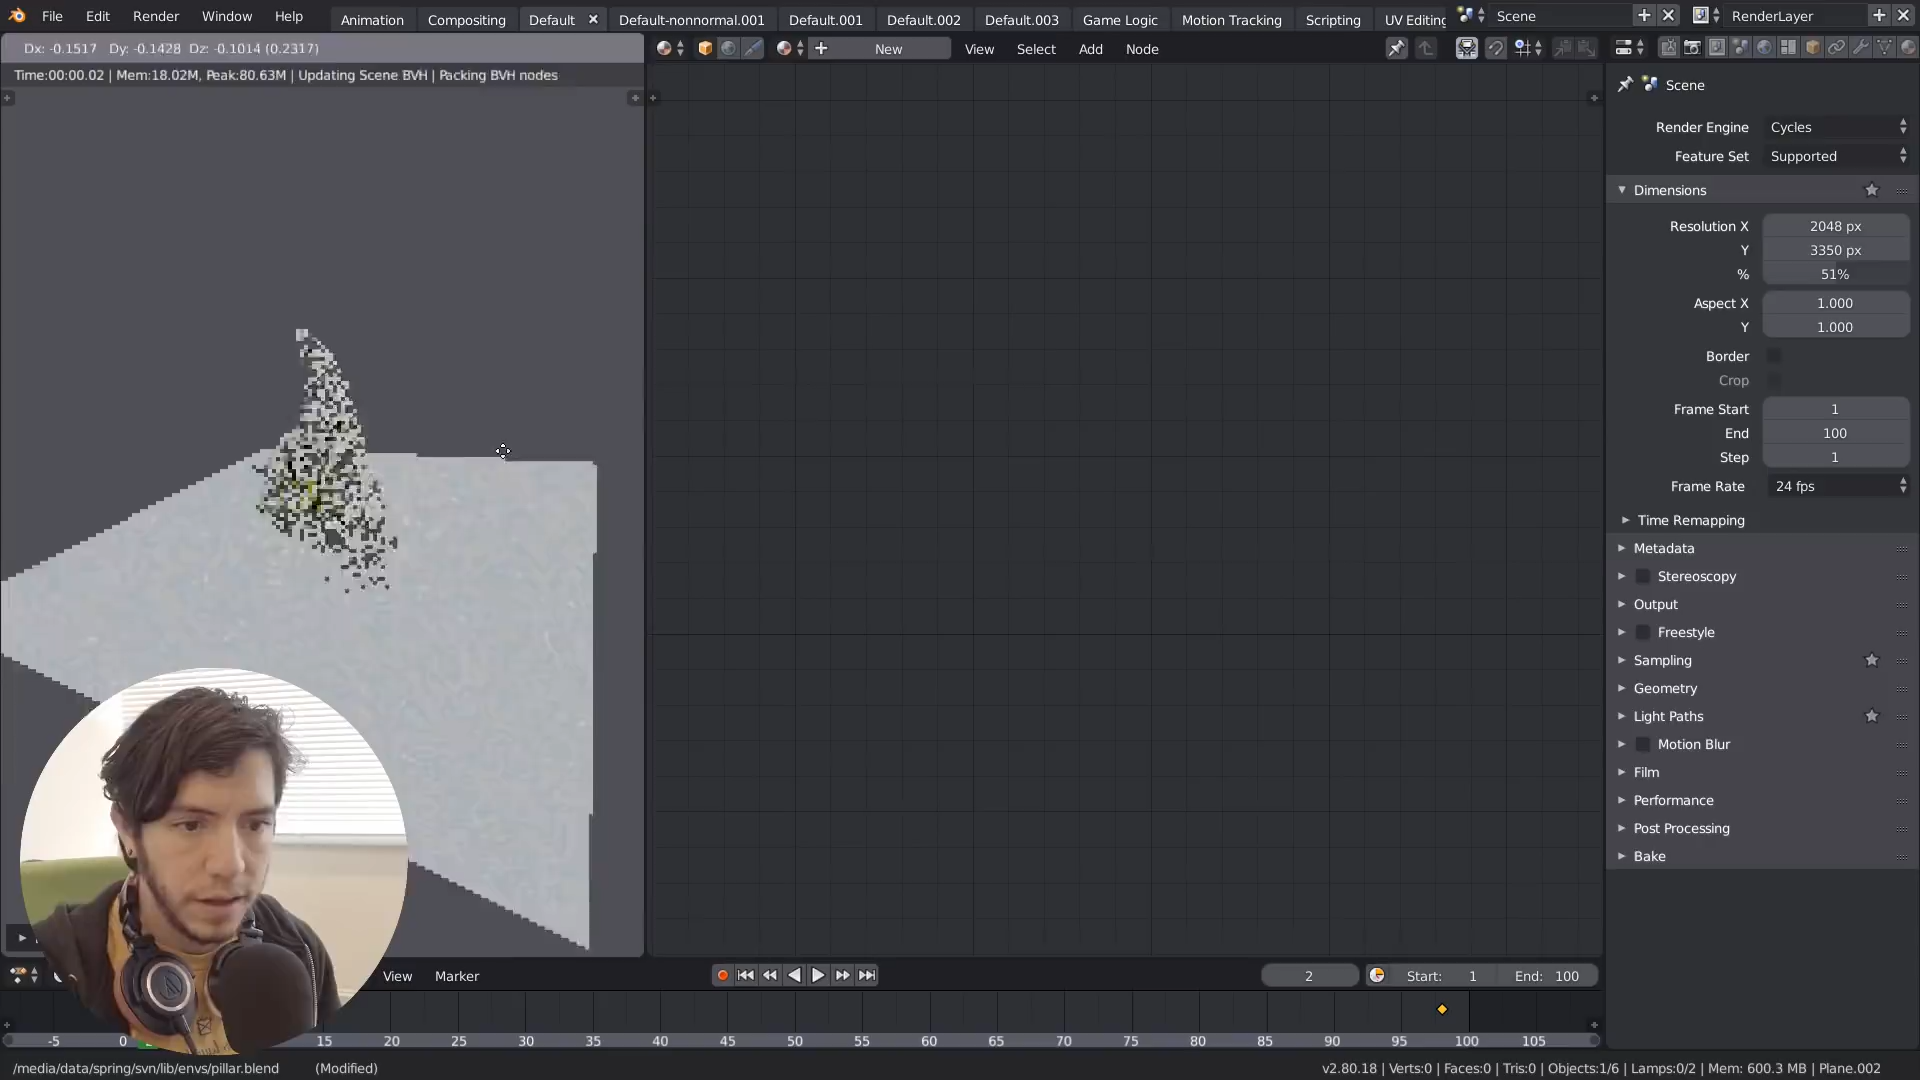 File Edit Render Window Help Animation Compositing Default Default-nonnormal.001 Default.001 Default.002 Default.003 Game Logic Motion Tracking Scripting UV Editing Scene RenderLayer
Dx: -0.1517 Dy: -0.1428 Dz: -0.1014 (0.2317)
New View Select Add Node
Time:00:00.02 | Mem:18.02M, Peak:80.63M | Updating Scene BVH | Packing BVH nodes
Scene
Render Engine Cycles
Feature Set Supported
Dimensions
Resolution X 2048 px
Y 3350 px
% 51%
Aspect X 1.000
Y 1.000
Border
Crop
Frame Start 1
End 100
Step 1
Frame Rate 24 fps
Time Remapping
Metadata
Stereoscopy
Output
Freestyle
Sampling
Geometry
Light Paths
Motion Blur
Film
Performance
Post Processing
Bake
View Marker 2 Start: 1 End: 100
-5 0 15 20 25 30 35 40 45 50 55 60 65 70 75 80 85 90 95 100 105
/media/data/spring/svn/lib/envs/pillar.blend (Modified) v2.80.18 | Verts:0 | Faces:0 | Tris:0 | Objects:1/6 | Lamps:0/2 | Mem: 600.3 MB | Plane.002